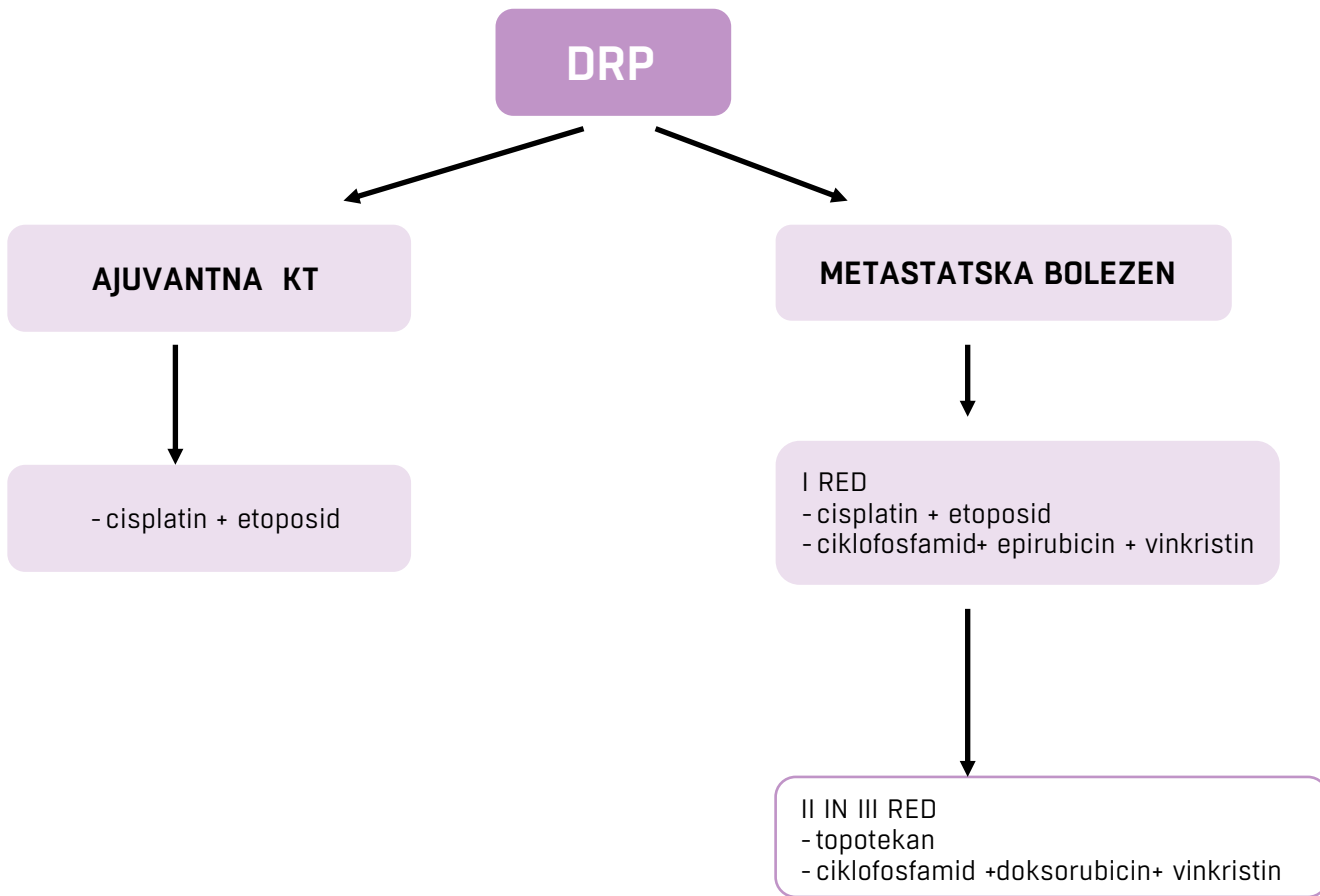 DRP
AJUVANTNA KT
METASTATSKA BOLEZEN
- cisplatin + etoposid
I RED
- cisplatin + etoposid
- ciklofosfamid+ epirubicin + vinkristin
II IN III RED
- topotekan
- ciklofosfamid +doksorubicin+ vinkristin